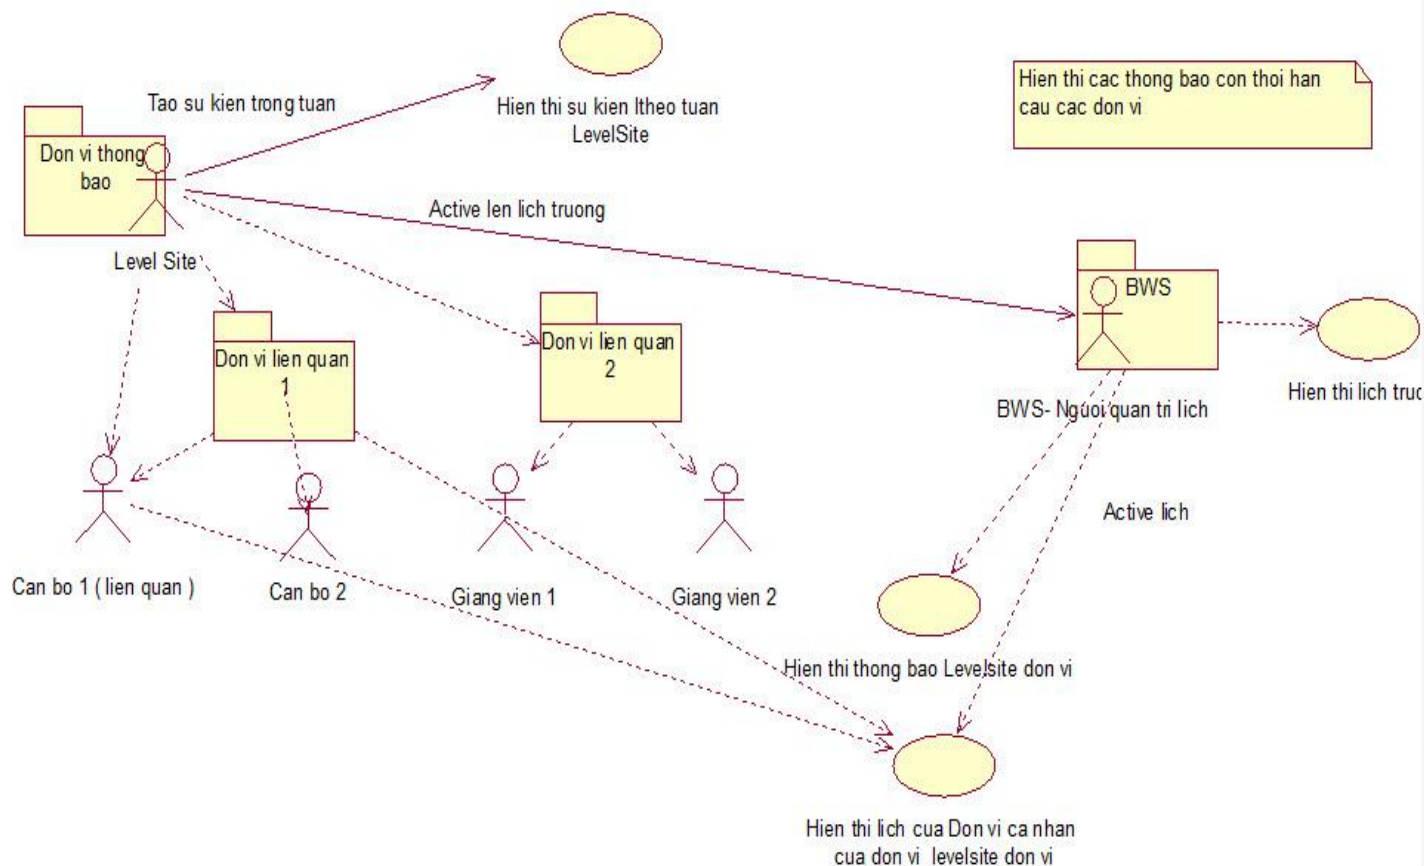 Hien thi cac thong bao con thoi han
cau cac don vi
Tao su kien trong tuan
Hien thi su kien ltheo tuan
LevelSite
Don vi thong
bao
Active len lich truong
Level Site
BWS
Don vi lien quan
1
Don vi lien quan
2
Hien thi lich truo
BWS- Nguoi quan tri lich
Active lich
Can bo 1 ( lien quan )
Can bo 2
Giang vien 1
Giang vien 2
Hien thi thong bao Levelsite don vi
Hien thi lich cua Don vi ca nhan
cua don vi levelsite don vi